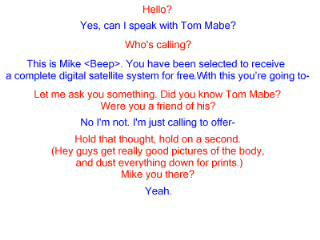 Hello?
Yes, can I speak with Tom Mabe?
Who's calling?
This is Mike <Beep>. You have been selected to receive
a complete digital satellite system for free.With this you're going to-
Let me ask you something. Did you know Tom Mabe?
Were you a friend of his?
No I'm not. I'm just calling to offer-
Hold that thought, hold on a second.
(Hey guys get really good pictures of the body,
and dust everything down for prints.)
Mike you there?
Yeah.